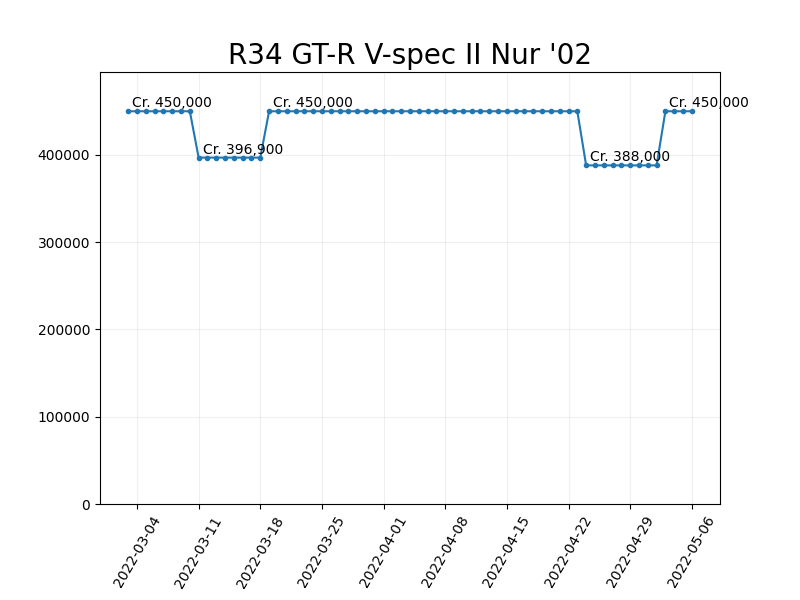 R34 GT-R V-spec II Nur '02
Cr. 450,000
Cr. 450,000
Cr. 450,000
Cr. 396,900
Cr. 388,000
400000
300000
200000
100000
0
2022-03-04
2022-03-11
2022-03-18
2022-03-25
2022-04-01
2022-04-08
2022-04-15
2022-04-22
2022-04-29
2022-05-06